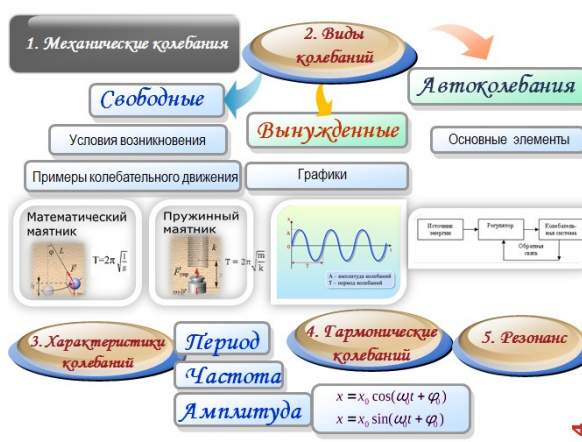 1. Механические колебания
2. Виды
колебаний
Свободные
Вынужденные
Автоколебания
Условия возникновения
Основные элементы
Примеры колебательного движения
Графики
Математический
маятник
T=2π√(l/g)
Пружинный
маятник
T = 2π√(m/k)
A – амплитуда колебаний
T – период колебаний
Источник
энергии
Регулятор
Колебатель-
ная система
Обратная
связь
3.Характеристики
колебаний
Период
Частота
Амплитуда
4. Гармонические
колебаний
x = x₀ cos(ω₀t + φ₀)
x = x₀ sin(ω₀t + φ₀)
5. Резонанс